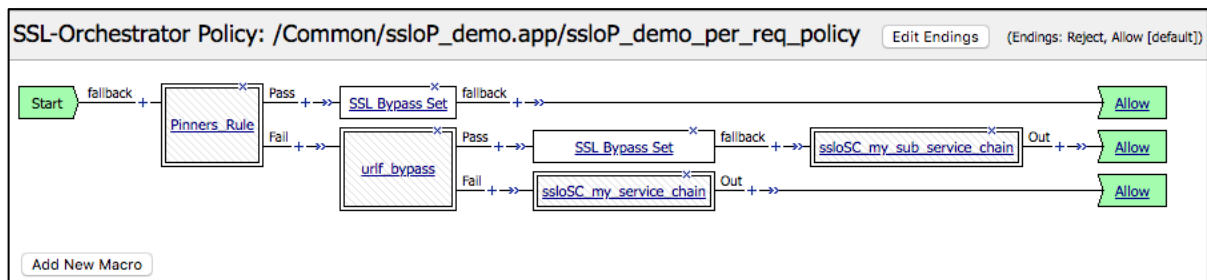 SSL-Orchestrator Policy: /Common/ssloP_demo.app/ssloP_demo_per_req_policy Edit Endings (Endings: Reject, Allow [default])
Start fallback + Pinners_Rule Pass + SSL Bypass Set fallback + Allow
Fail + urlf_bypass Pass + SSL Bypass Set fallback + ssloSC_my_sub_service_chain Out + Allow
Fail + ssloSC_my_service_chain Out + Allow
Add New Macro